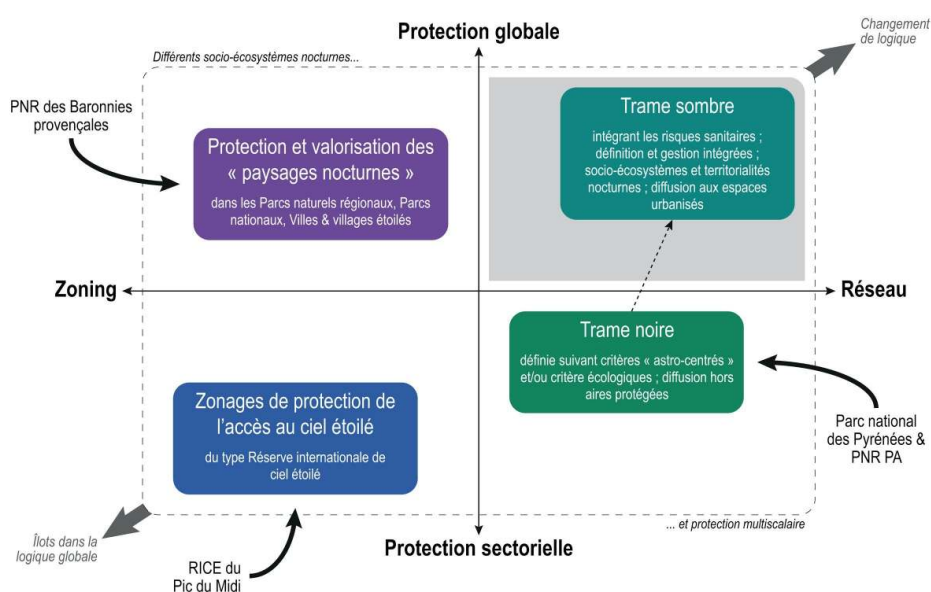 Protection globale
Changement
de logique
Différents socio-écosystèmes nocturnes...
PNR des Baronnies
provençales
Protection et valorisation des
« paysages nocturnes »
dans les Parcs naturels régionaux, Parcs
nationaux, Villes & villages étoilés
Trame sombre
intégrant les risques sanitaires ;
définition et gestion intégrées ;
socio-écosystèmes et territorialités
nocturnes ; diffusion aux espaces
urbanisés
Zoning
Réseau
Trame noire
définie suivant critères « astro-centrés »
et/ou critère écologiques ; diffusion hors
aires protégées
Zonages de protection de
l'accès au ciel étoilé
du type Réserve internationale de
ciel étoilé
Parc national
des Pyrénées &
PNR PA
... et protection multiscalaire
Îlots dans la
logique globale
Protection sectorielle
RICE du
Pic du Midi